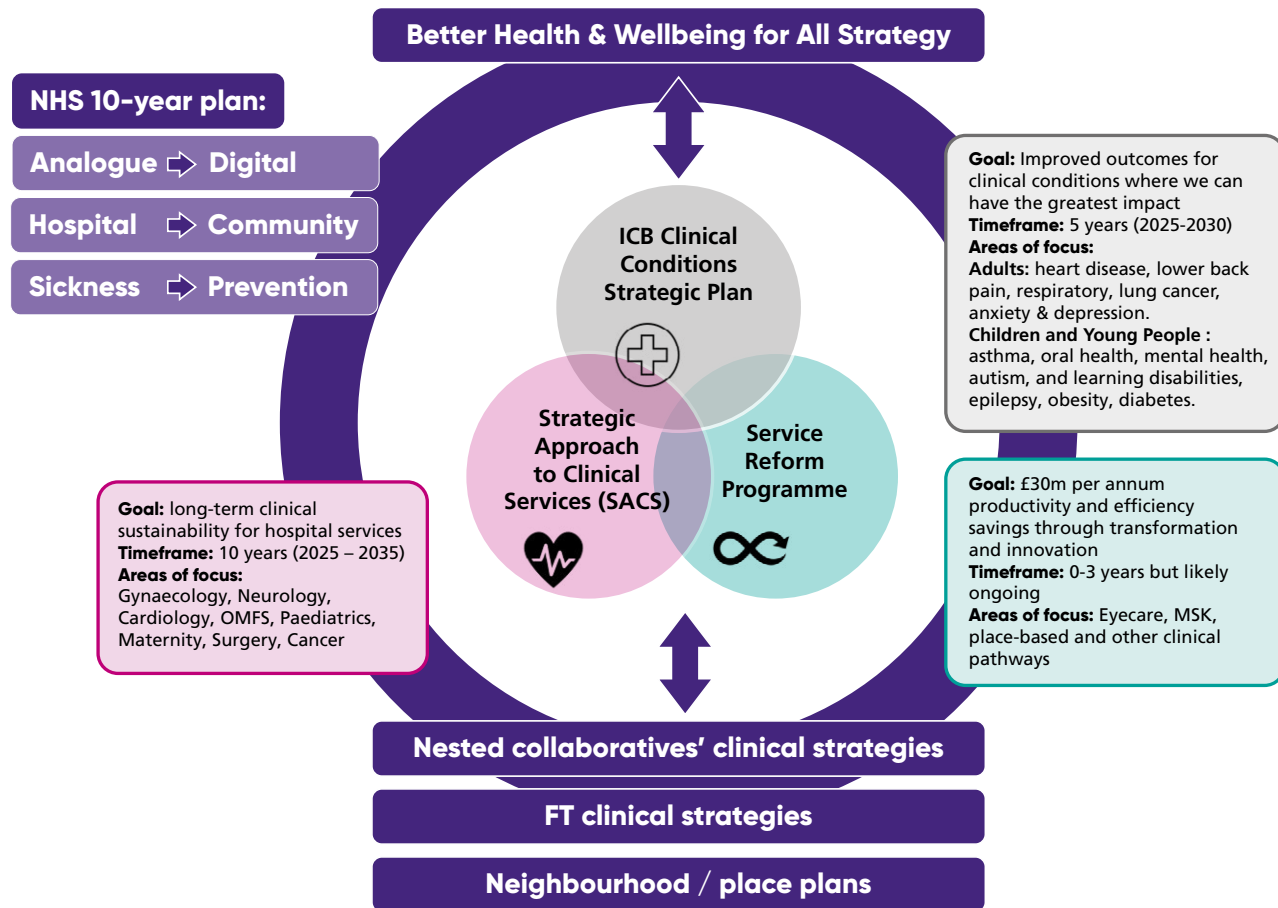 Better Health & Wellbeing for All Strategy
NHS 10-year plan:
Analogue Digital
Hospital Community
Sickness Prevention
ICB Clinical
Conditions
Strategic Plan
Strategic
Approach
to Clinical
Services (SACS)
Service
Reform
Programme
Goal: Improved outcomes for
clinical conditions where we can
have the greatest impact
Timeframe: 5 years (2025-2030)
Areas of focus:
Adults: heart disease, lower back
pain, respiratory, lung cancer,
anxiety & depression.
Children and Young People :
asthma, oral health, mental health,
autism, and learning disabilities,
epilepsy, obesity, diabetes.
Goal: long-term clinical
sustainability for hospital services
Timeframe: 10 years (2025 – 2035)
Areas of focus:
Gynaecology, Neurology,
Cardiology, OMFS, Paediatrics,
Maternity, Surgery, Cancer
Goal: £30m per annum
productivity and efficiency
savings through transformation
and innovation
Timeframe: 0-3 years but likely
ongoing
Areas of focus: Eyecare, MSK,
place-based and other clinical
pathways
Nested collaboratives’ clinical strategies
FT clinical strategies
Neighbourhood / place plans